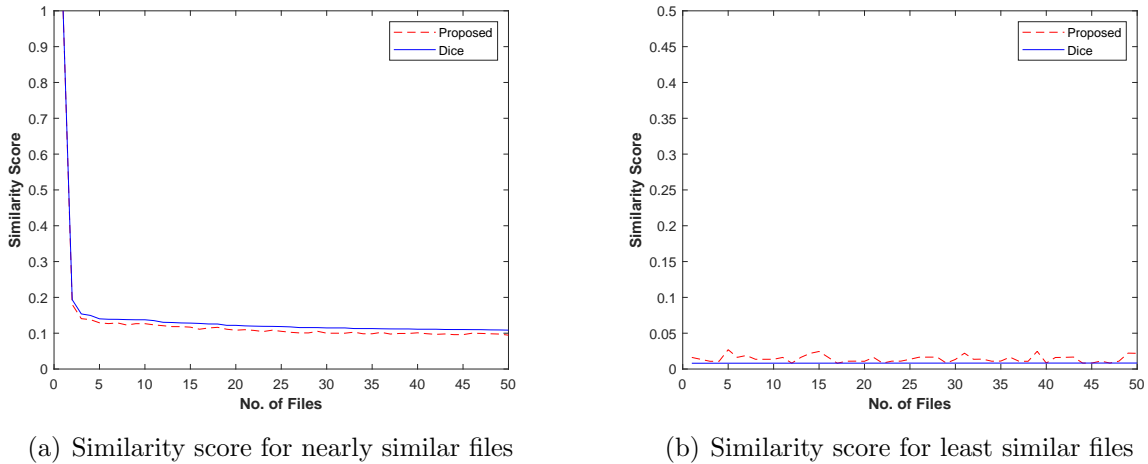 Similarity Score
1
0.9
0.8
0.7
0.6
0.5
0.4
0.3
0.2
0.1
0
0 5 10 15 20 25 30 35 40 45 50
No. of Files
Proposed
Dice
(a) Similarity score for nearly similar files
Similarity Score
0.5
0.45
0.4
0.35
0.3
0.25
0.2
0.15
0.1
0.05
0
0 5 10 15 20 25 30 35 40 45 50
No. of Files
Proposed
Dice
(b) Similarity score for least similar files